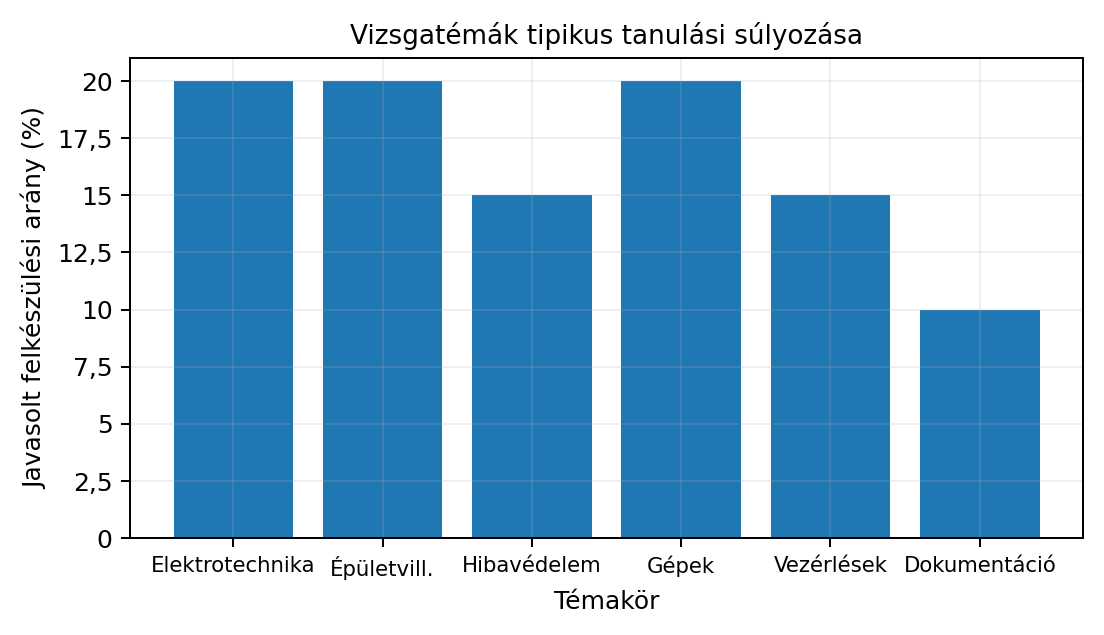 Vizsgatémák tipikus tanulási súlyozása
Javasolt felkészülési arány (%)
20
17,5
15
12,5
10
7,5
5
2,5
0
Elektrotechnika Épületvill. Hibavédelem Gépek Vezérlések Dokumentáció
Témakör